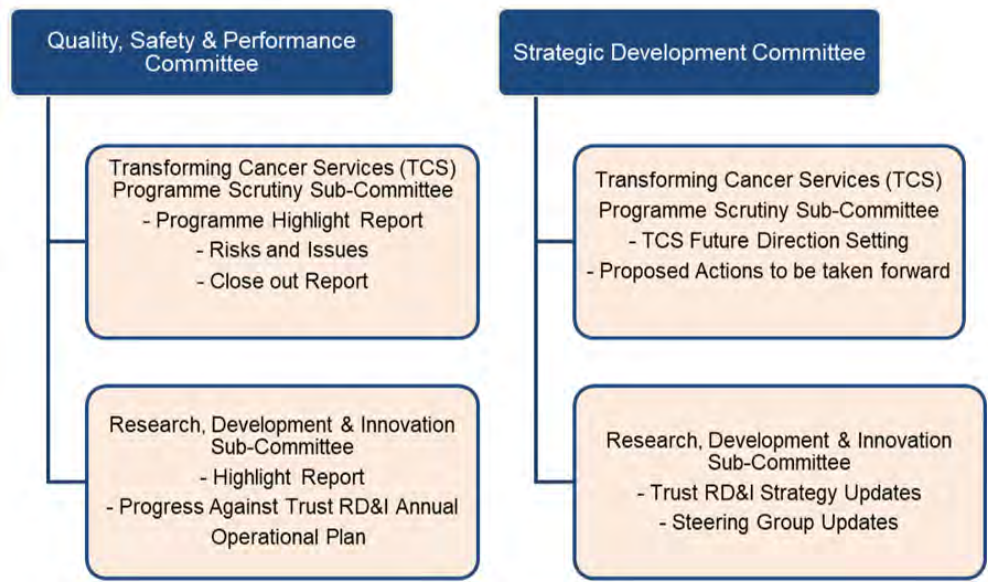 Quality, Safety & Performance
Committee
Transforming Cancer Services (TCS)
Programme Scrutiny Sub-Committee
- Programme Highlight Report
- Risks and Issues
- Close out Report
Research, Development & Innovation
Sub-Committee
- Highlight Report
- Progress Against Trust RD&I Annual
Operational Plan
Strategic Development Committee
Transforming Cancer Services (TCS)
Programme Scrutiny Sub-Committee
- TCS Future Direction Setting
- Proposed Actions to be taken forward
Research, Development & Innovation
Sub-Committee
- Trust RD&I Strategy Updates
- Steering Group Updates